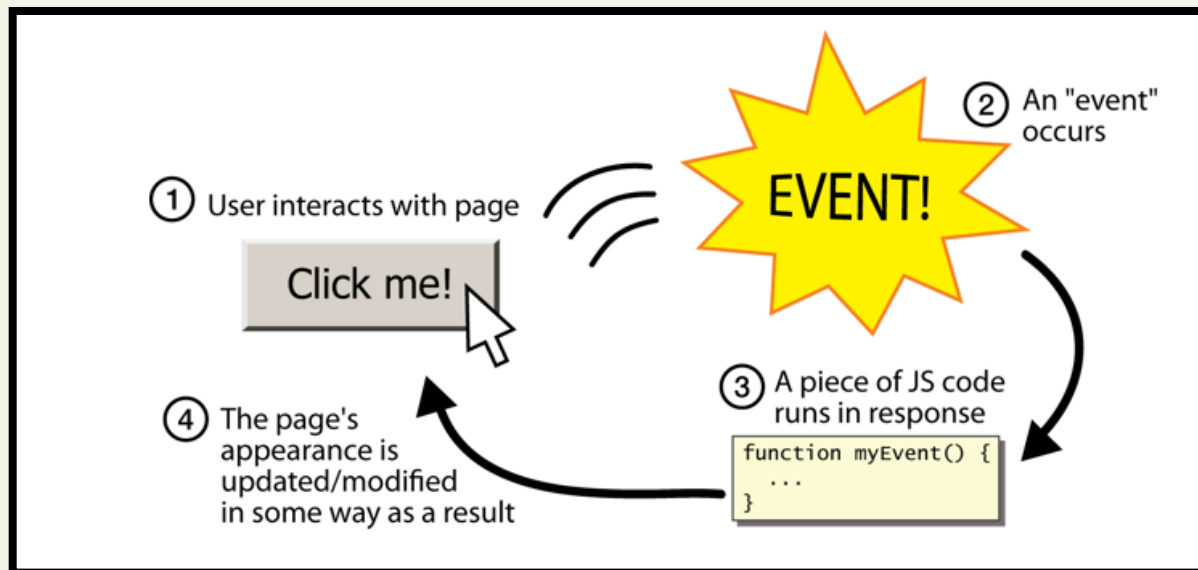 1 User interacts with page
Click me!
EVENT!
2 An "event"
occurs
3 A piece of JS code
runs in response
function myEvent() {
...
}
4 The page's
appearance is
updated/modified
in some way as a result